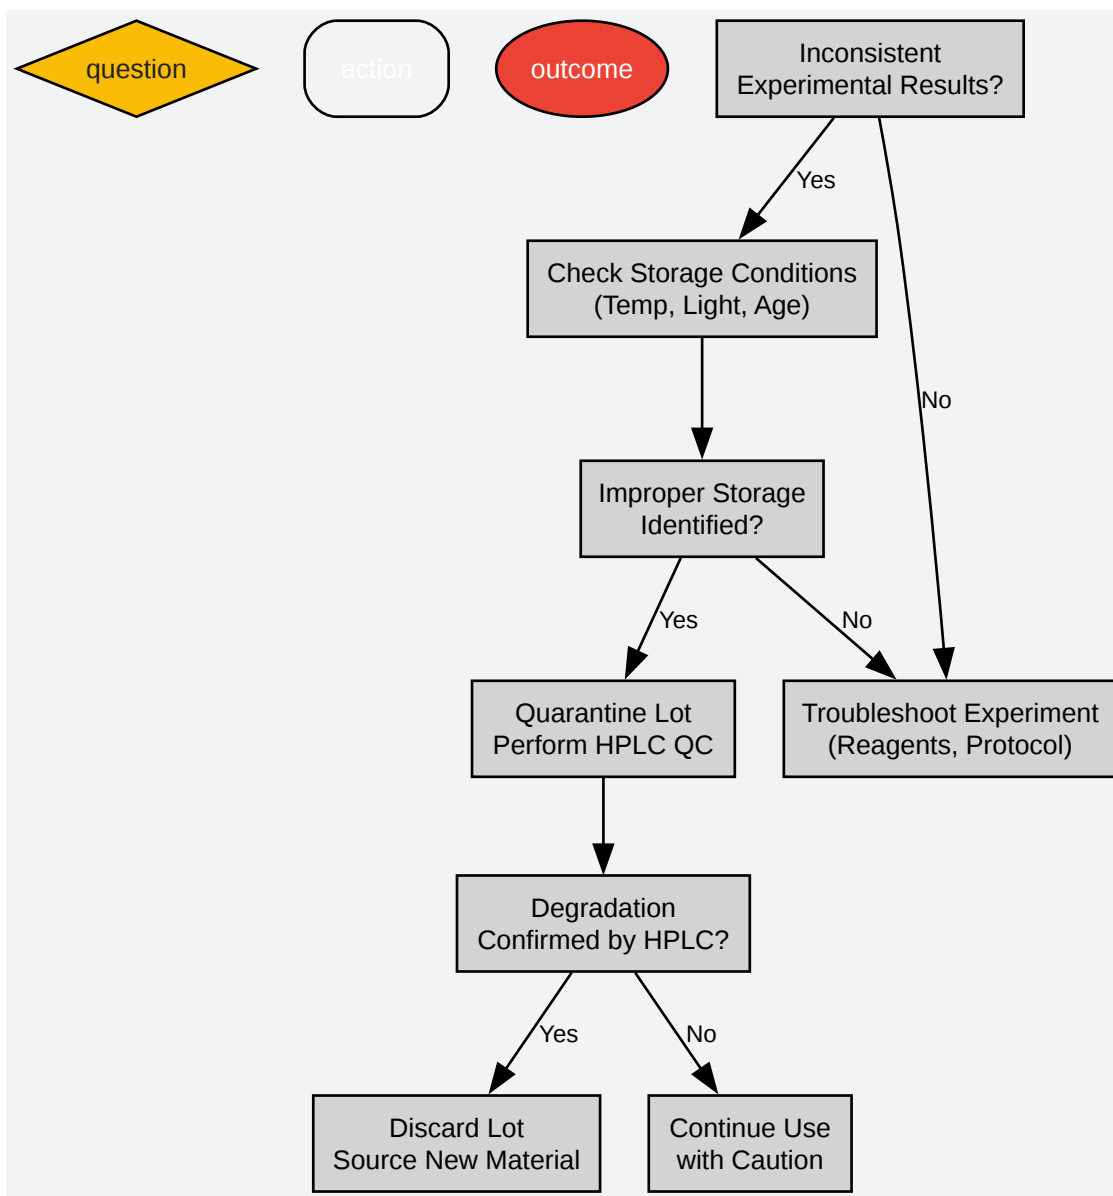 question
action
outcome
Inconsistent
Experimental Results?
Yes
Check Storage Conditions
(Temp, Light, Age)
No
Improper Storage
Identified?
Yes
No
Quarantine Lot
Perform HPLC QC
Troubleshoot Experiment
(Reagents, Protocol)
Degradation
Confirmed by HPLC?
Yes
No
Discard Lot
Source New Material
Continue Use
with Caution